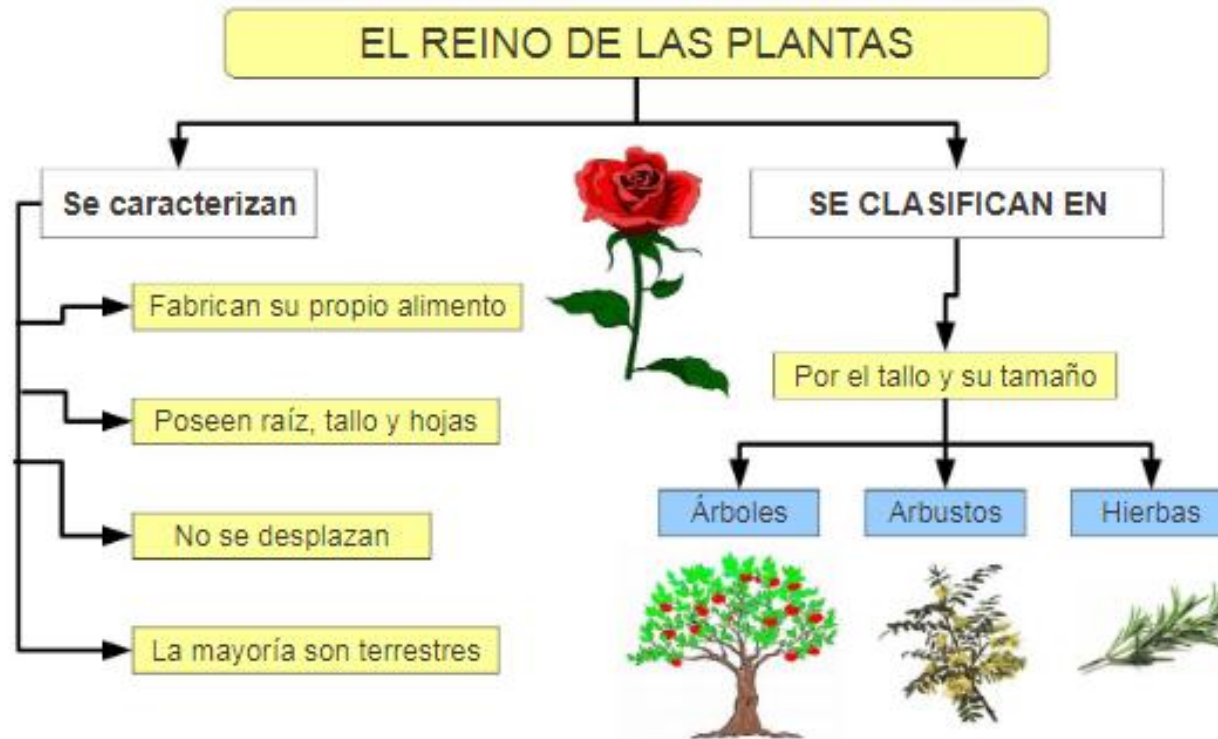 EL REINO DE LAS PLANTAS
Se caracterizan
Fabrican su propio alimento
Poseen raíz, tallo y hojas
No se desplazan
La mayoría son terrestres
SE CLASIFICAN EN
Por el tallo y su tamaño
Árboles
Arbustos
Hierbas